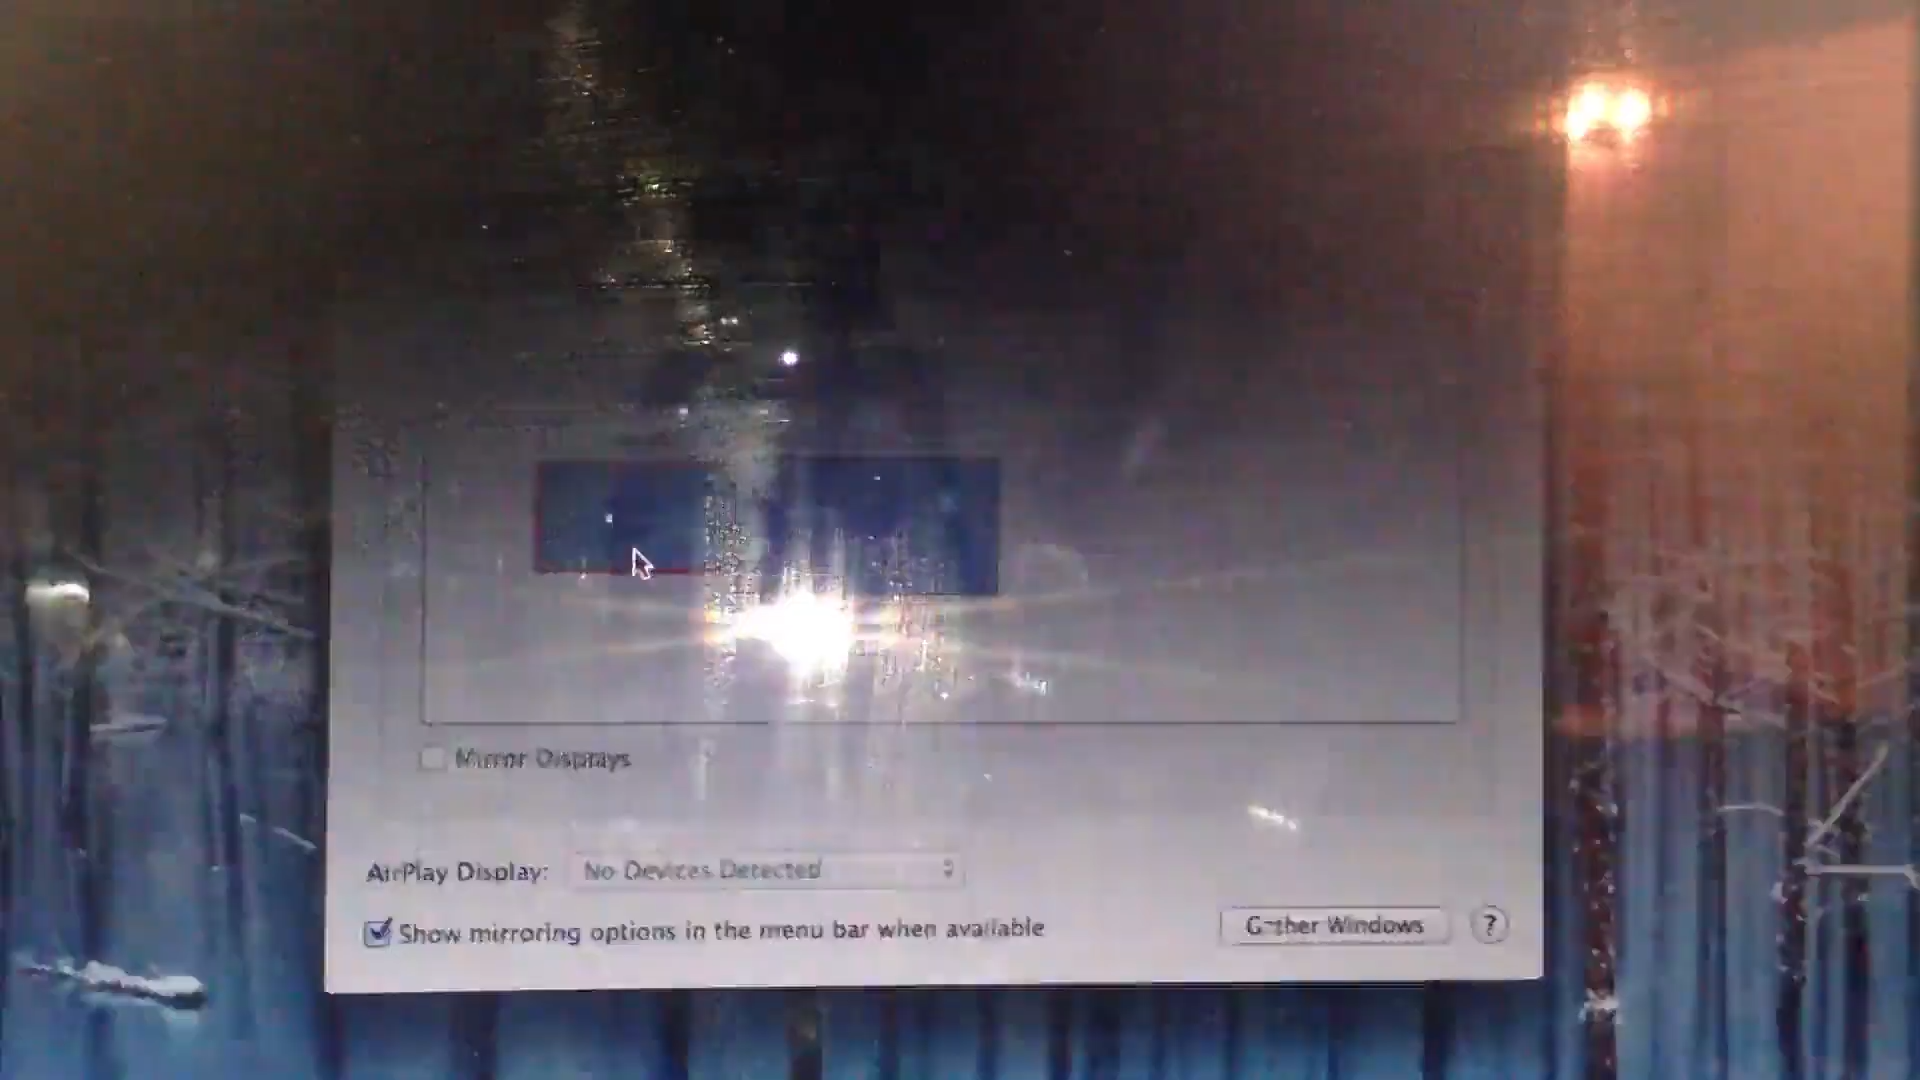 Mirror Displays
AirPlay Display: No Devices Detected
Show mirroring options in the menu bar when available
Gather Windows ?